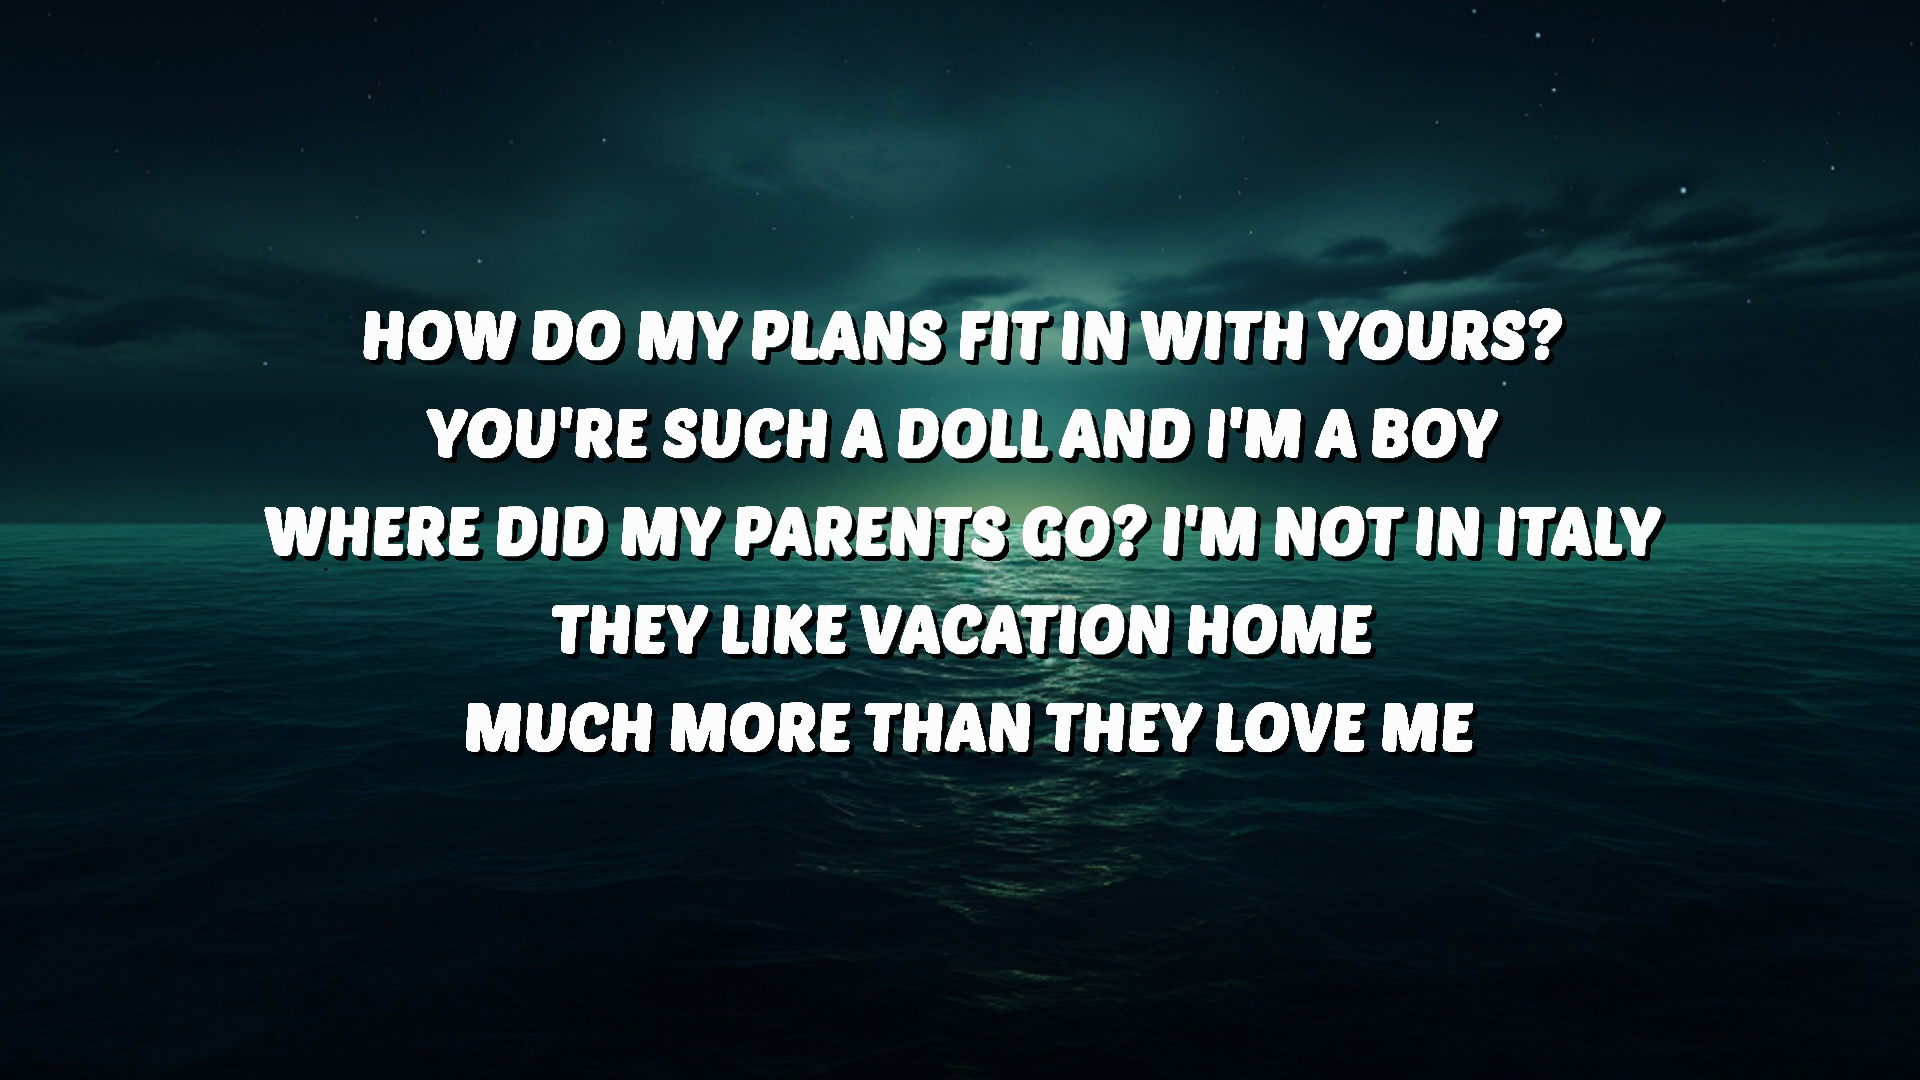 HOW DO MY PLANS FIT IN WITH YOURS?
YOU'RE SUCH A DOLL AND I'M A BOY
WHERE DID MY PARENTS GO? I'M NOT IN ITALY
THEY LIKE VACATION HOME
MUCH MORE THAN THEY LOVE ME